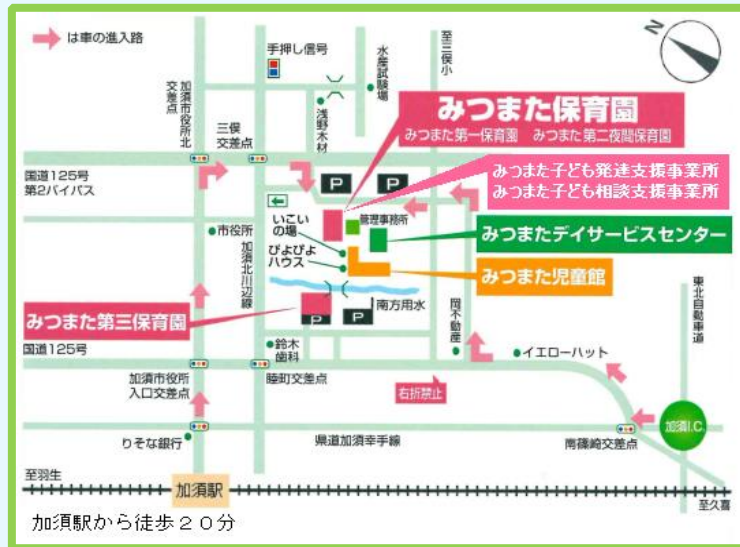 は車の進入路
加須市役所北
交差点
手押し信号
水産試験場
至三俣小
N
三俣
交差点
浅野木材
みつまた保育園
みつまた第一保育園　みつまた第二夜間保育園
国道125号
第2バイパス
P
P
みつまた子ども発達支援事業所
みつまた子ども相談支援事業所
市役所
加須北川辺線
いこい
の場
管理事務所
ぴよぴよ
ハウス
みつまたデイサービスセンター
みつまた児童館
東北自動車道
みつまた第三保育園
P
P
南方用水
岡不動産
国道125号
鈴木
歯科
イエローハット
加須市役所
入口交差点
睦町交差点
右折禁止
加須I.C.
りそな銀行
県道加須幸手線
南篠崎交差点
至羽生
加須駅
至久喜
加須駅から徒歩２０分